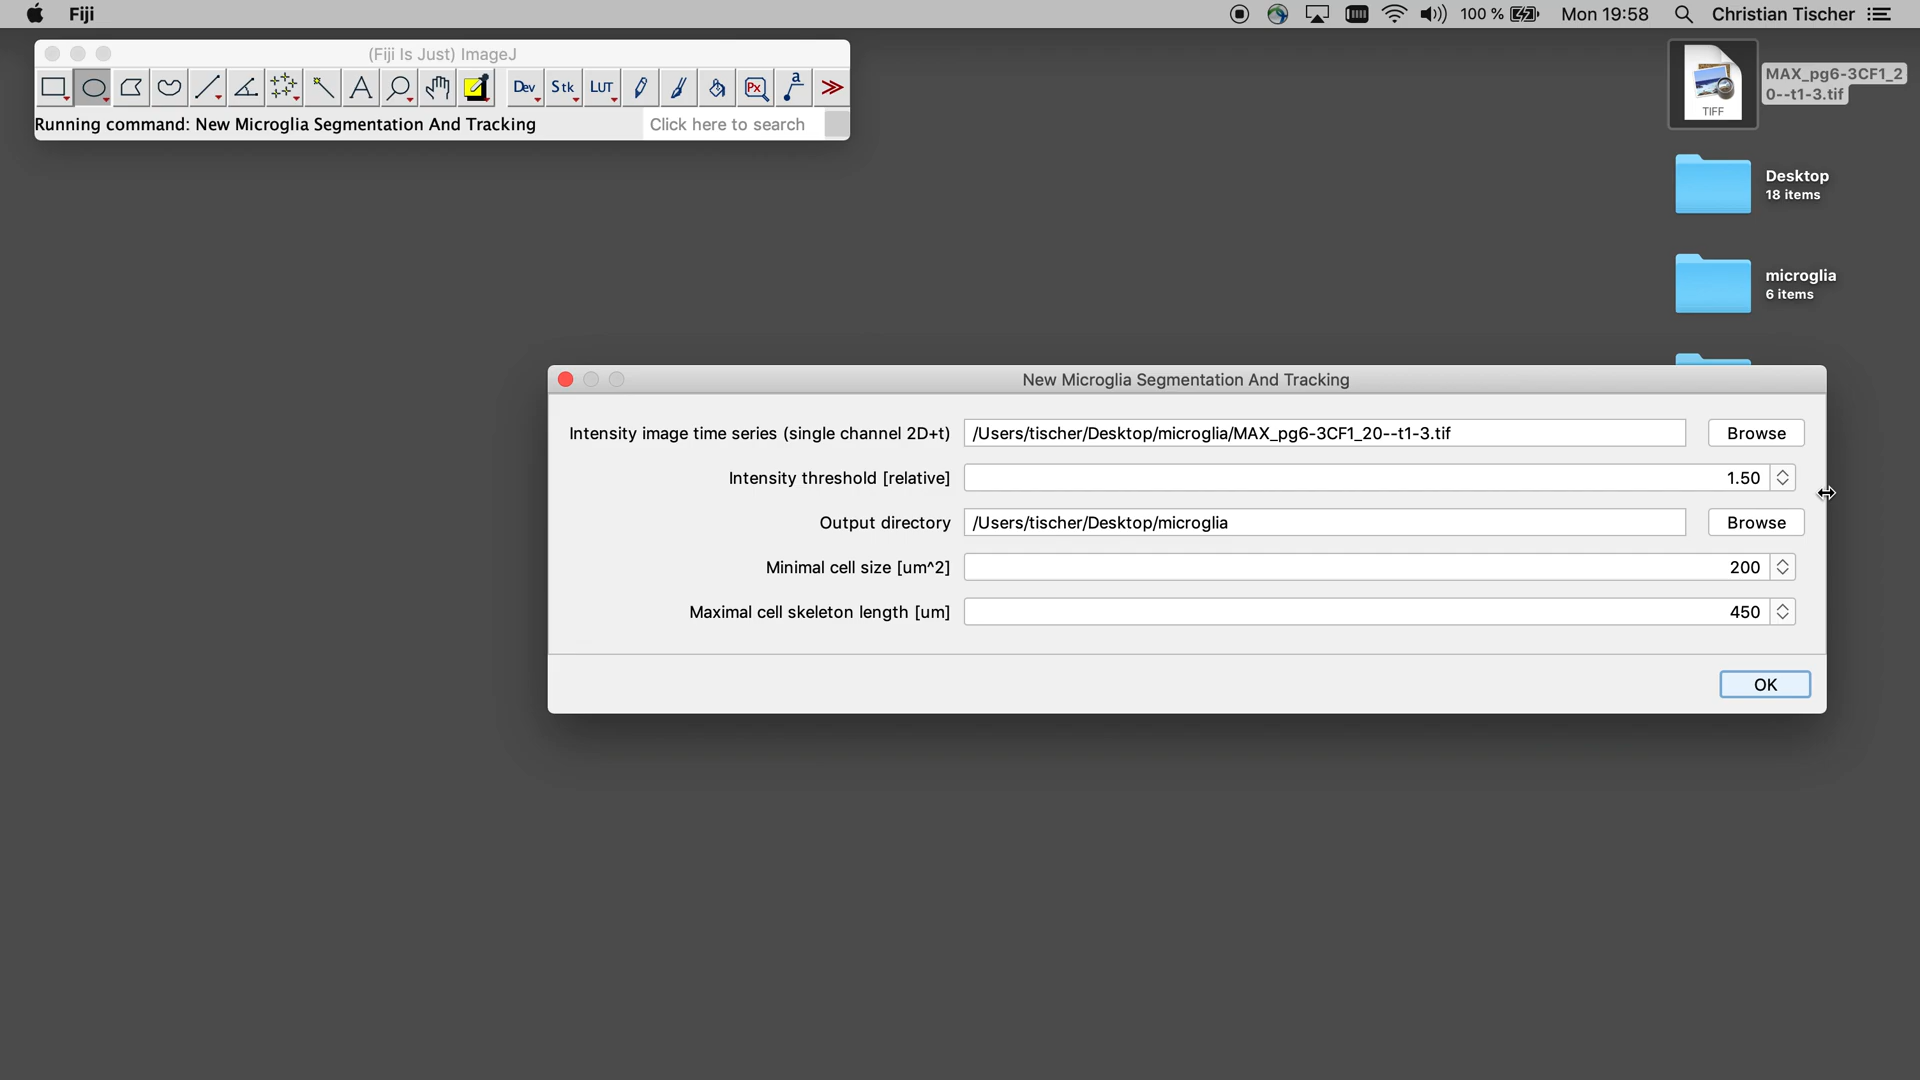 Fiji
100 %
Mon 19:58
Christian Tischer
(Fiji Is Just) ImageJ
Dev
Stk
LUT
Px
a
Running command: New Microglia Segmentation And Tracking
Click here to search
TIFF
MAX_pg6-3CF1_2
0--t1-3.tif
Desktop
18 items
microglia
6 items
New Microglia Segmentation And Tracking
Intensity image time series (single channel 2D+t)
/Users/tischer/Desktop/microglia/MAX_pg6-3CF1_20--t1-3.tif
Browse
Intensity threshold [relative]
1.50
Output directory
/Users/tischer/Desktop/microglia
Browse
Minimal cell size [um^2]
200
Maximal cell skeleton length [um]
450
OK